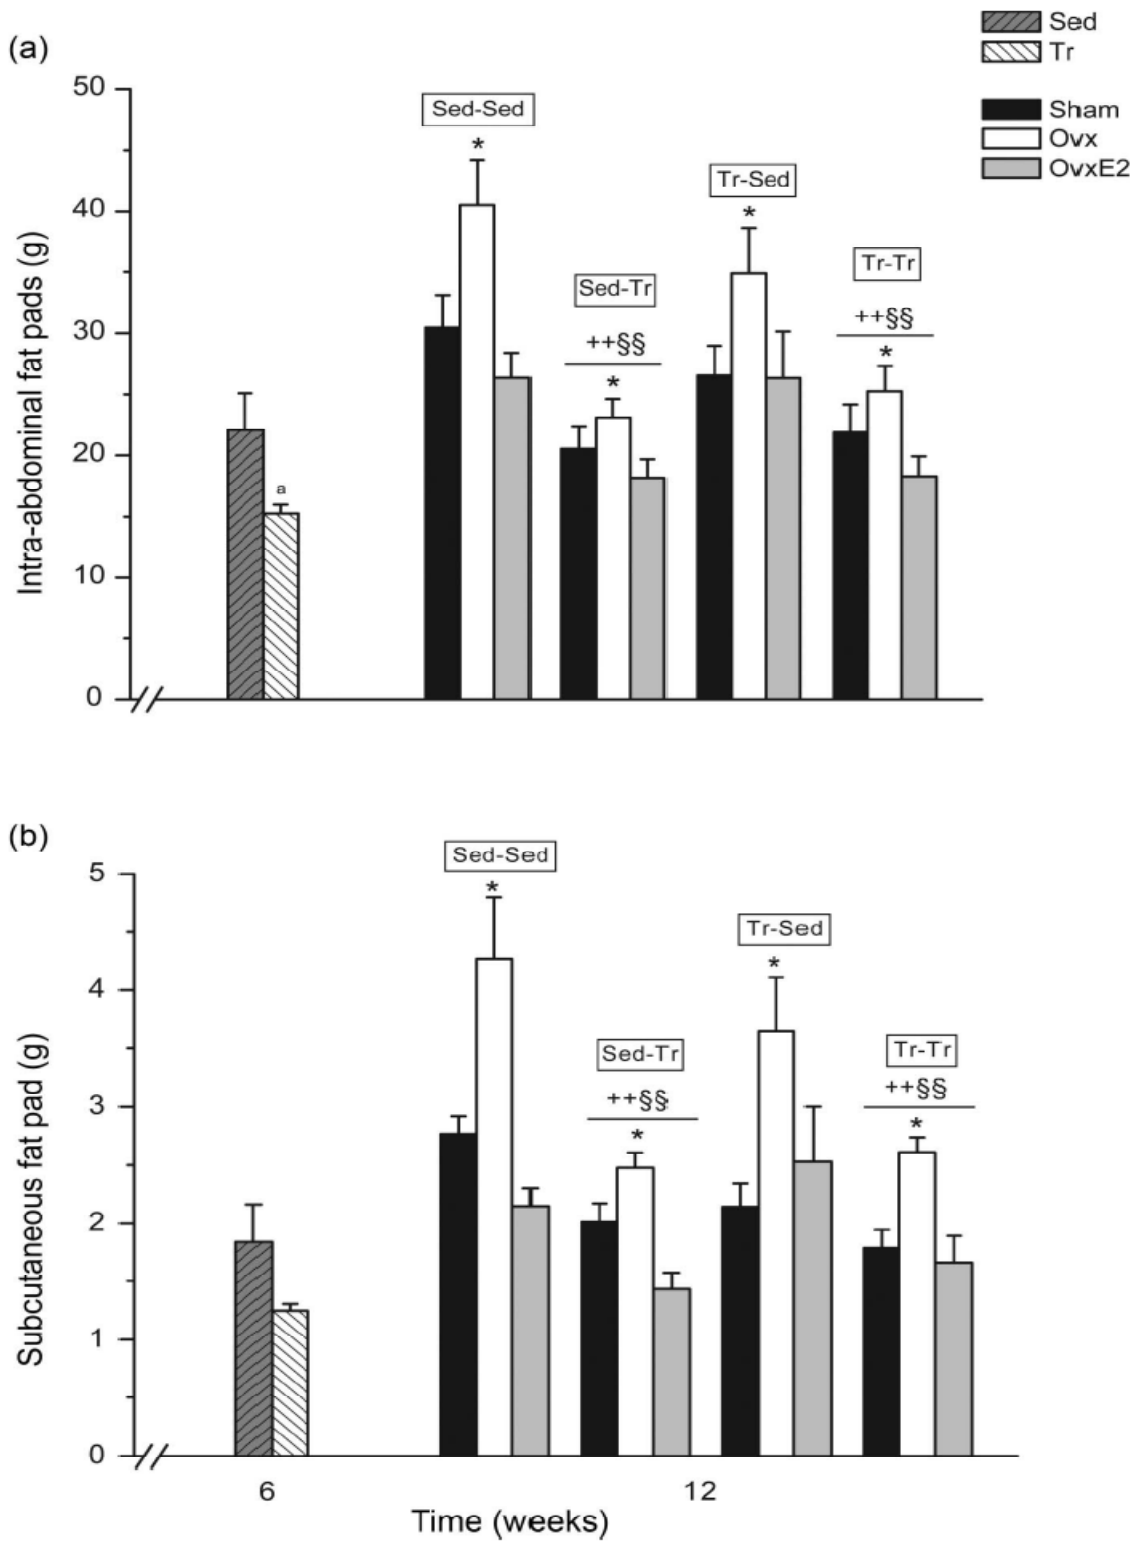 (a)
Sed
Tr
Sham
Ovx
OvxE2
Intra-abdominal fat pads (g)
50
40
30
20
10
0
a
Sed-Sed
*
Sed-Tr
++§§
*
Tr-Sed
*
Tr-Tr
++§§
*
(b)
Subcutaneous fat pad (g)
5
4
3
2
1
0
Sed-Sed
*
Sed-Tr
++§§
*
Tr-Sed
*
Tr-Tr
++§§
*
6
12
Time (weeks)